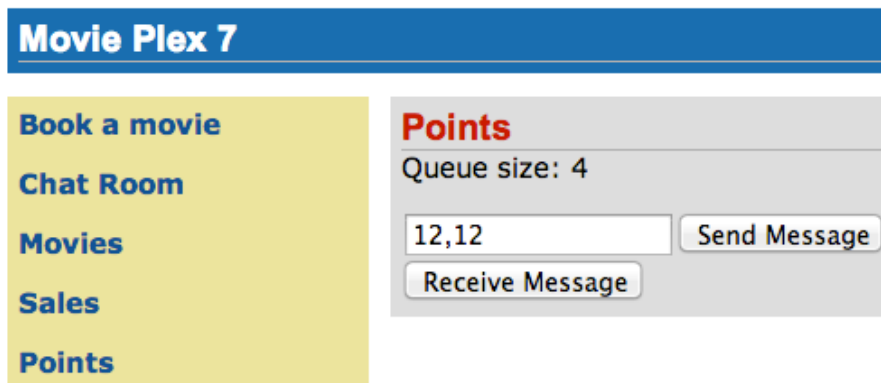 Movie Plex 7
Book a movie
Chat Room
Movies
Sales
Points
Points
Queue size: 4
12,12 Send Message
Receive Message